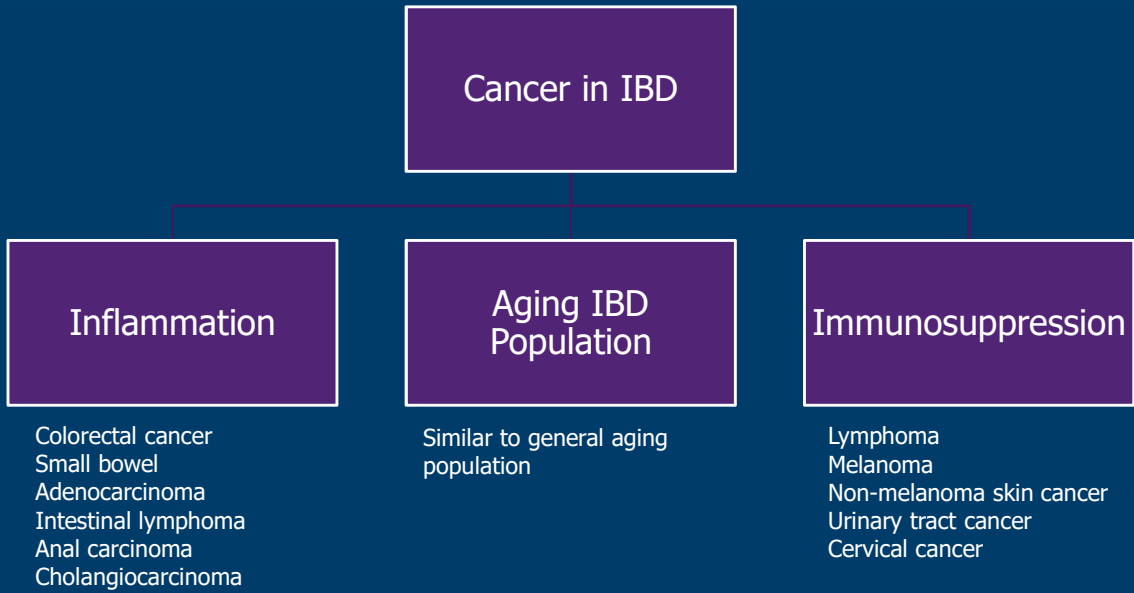 Cancer in IBD
Inflammation
Aging IBD
Population
Immunosuppression
Colorectal cancer
Small bowel
Adenocarcinoma
Intestinal lymphoma
Anal carcinoma
Cholangiocarcinoma
Similar to general aging
population
Lymphoma
Melanoma
Non-melanoma skin cancer
Urinary tract cancer
Cervical cancer